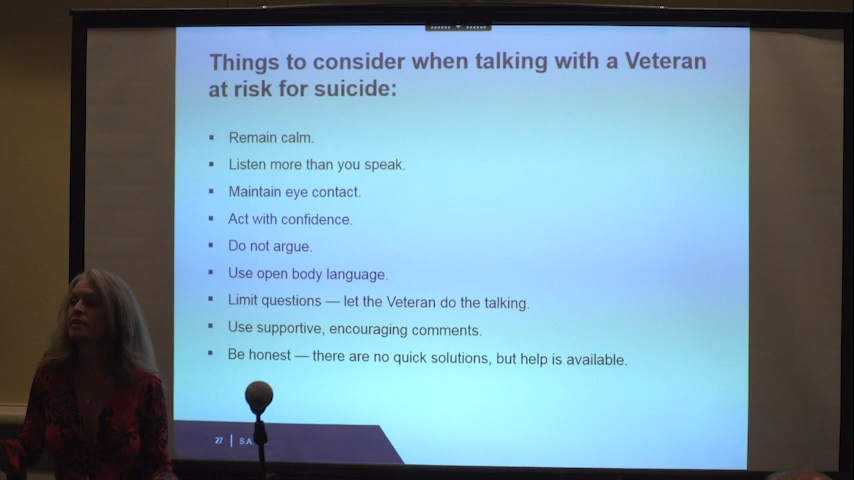 Things to consider when talking with a Veteran
at risk for suicide:
▪ Remain calm.
▪ Listen more than you speak.
▪ Maintain eye contact.
▪ Act with confidence.
▪ Do not argue.
▪ Use open body language.
▪ Limit questions — let the Veteran do the talking.
▪ Use supportive, encouraging comments.
▪ Be honest — there are no quick solutions, but help is available.
27 |